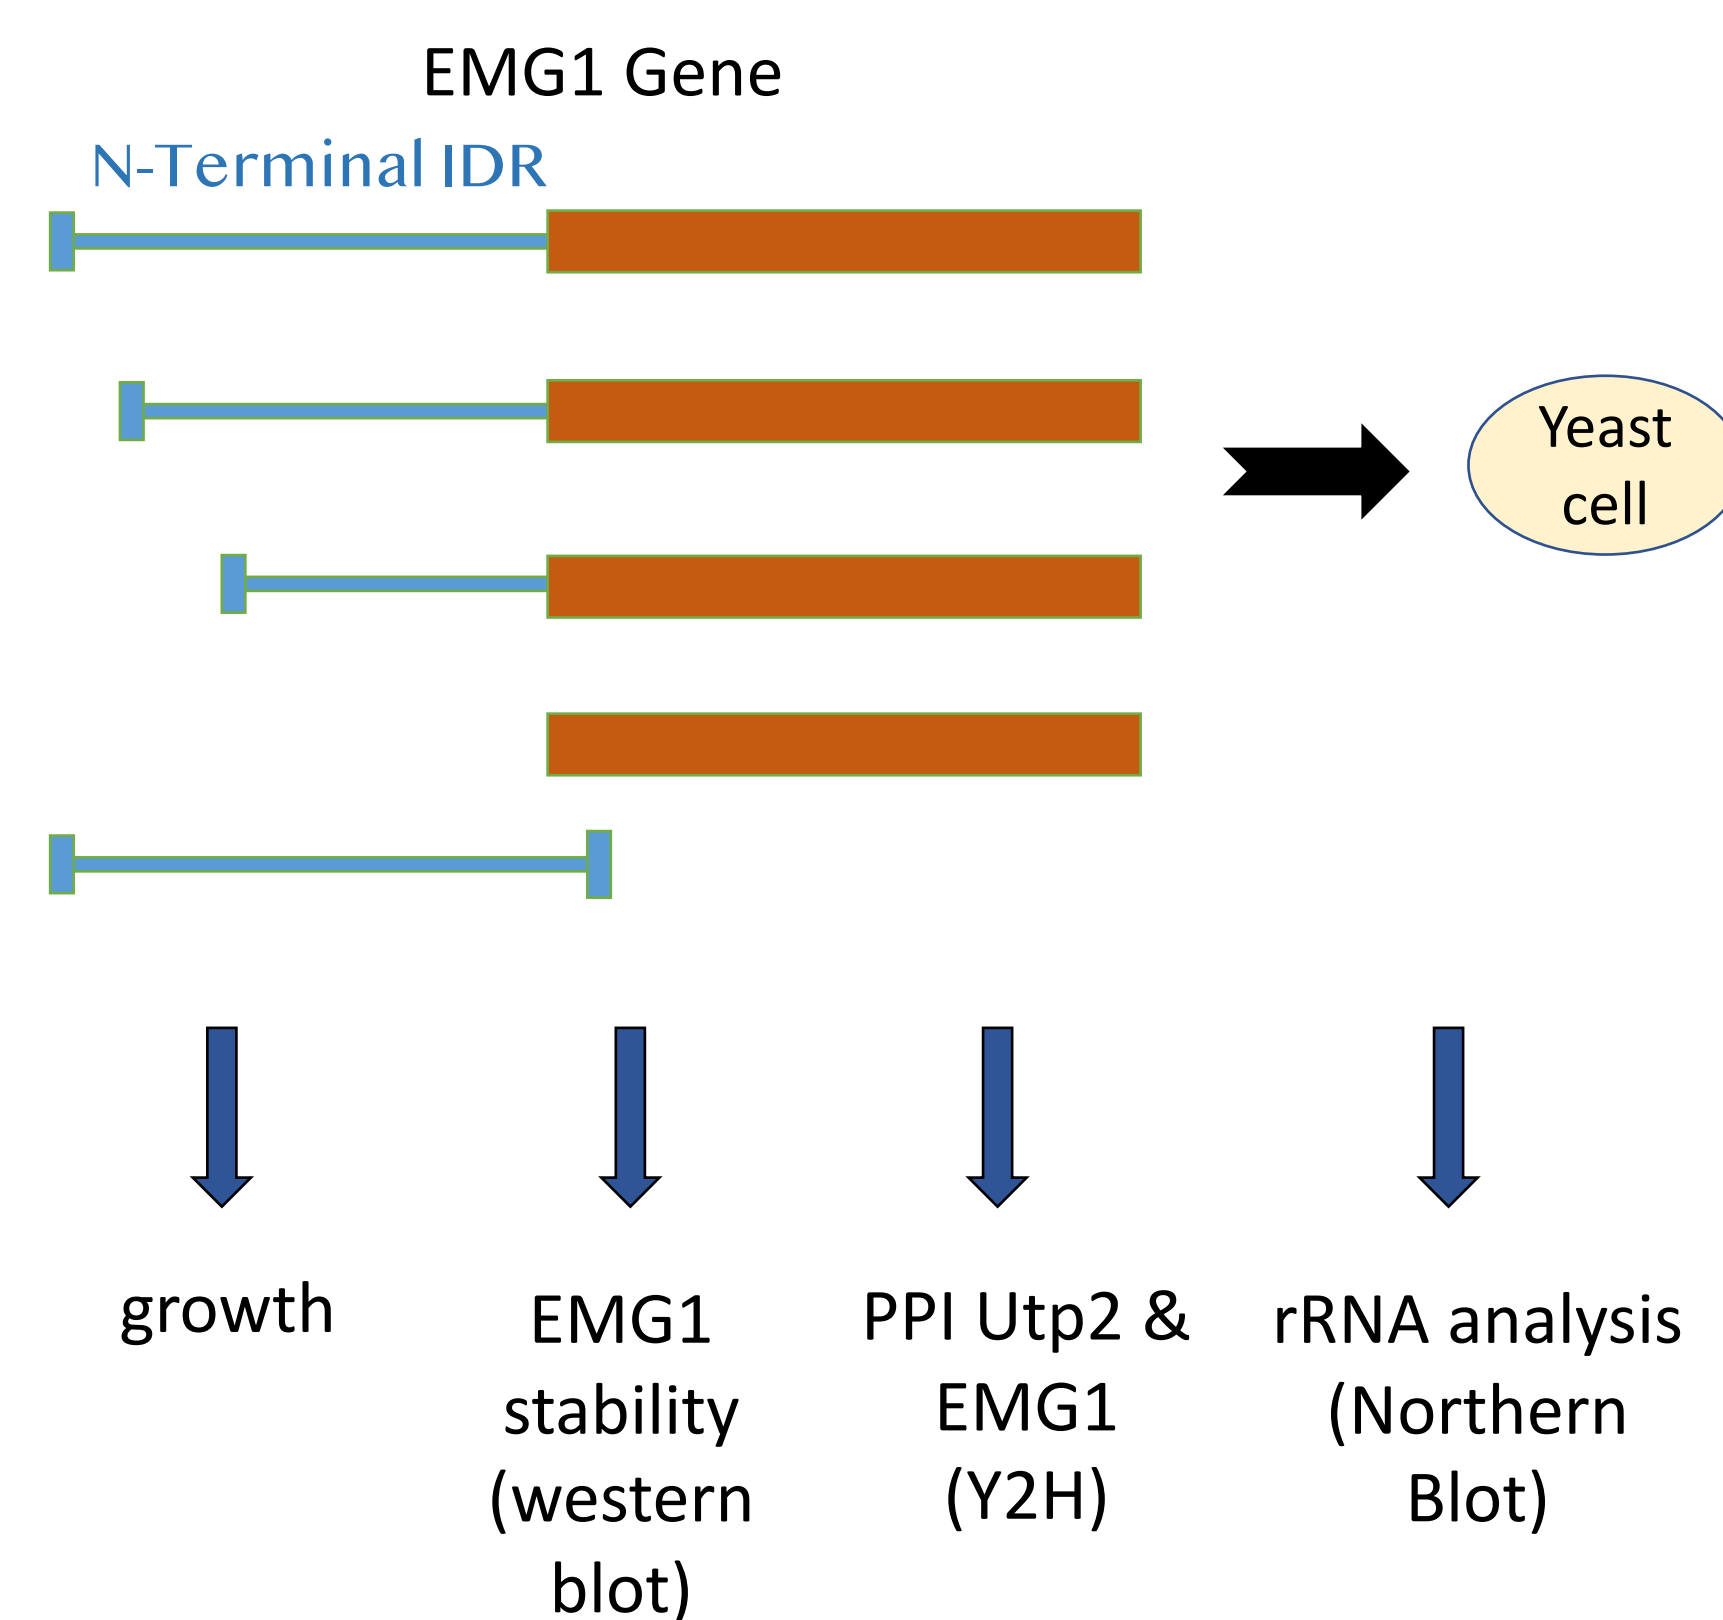 EMG1 Gene
N-Terminal IDR
Yeast
cell
growth
EMG1
stability
(western
blot)
PPI Utp2 &
EMG1
(Y2H)
rRNA analysis
(Northern
Blot)